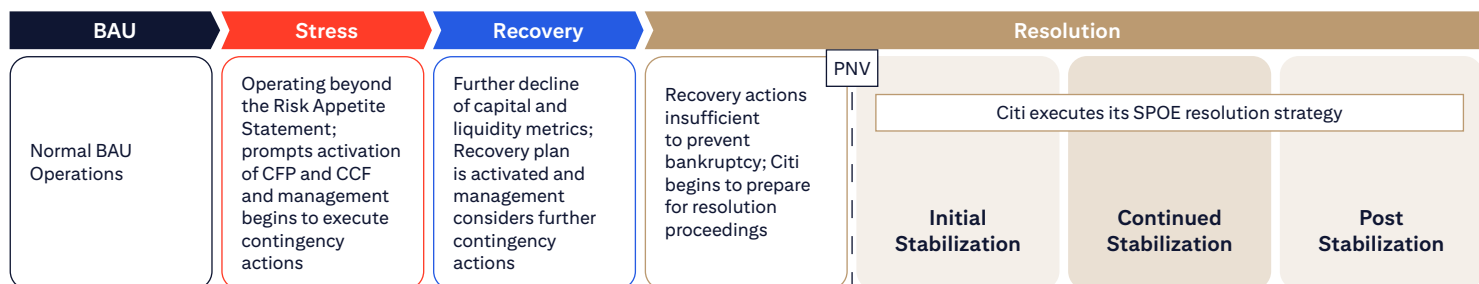 BAU
Stress
Recovery
Resolution
Normal BAU
Operations
Operating beyond
the Risk Appetite
Statement;
prompts activation
of CFP and CCF
and management
begins to execute
contingency
actions
Further decline
of capital and
liquidity metrics;
Recovery plan
is activated and
management
considers further
contingency
actions
Recovery actions
insufficient
to prevent
bankruptcy; Citi
begins to prepare
for resolution
proceedings
PNV
Citi executes its SPOE resolution strategy
Initial
Stabilization
Continued
Stabilization
Post
Stabilization